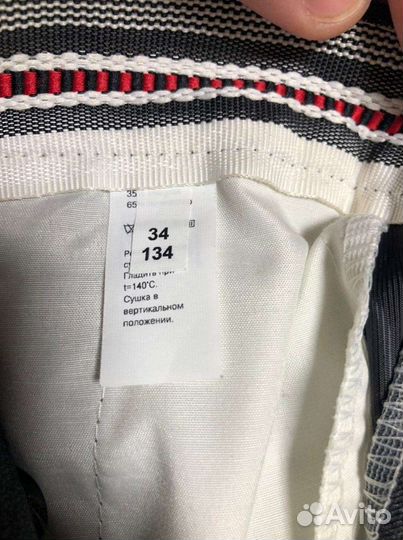 35
65
34
134
Гладить при
t=140°С.
Сушка в
вертикальном
положении.
Avito